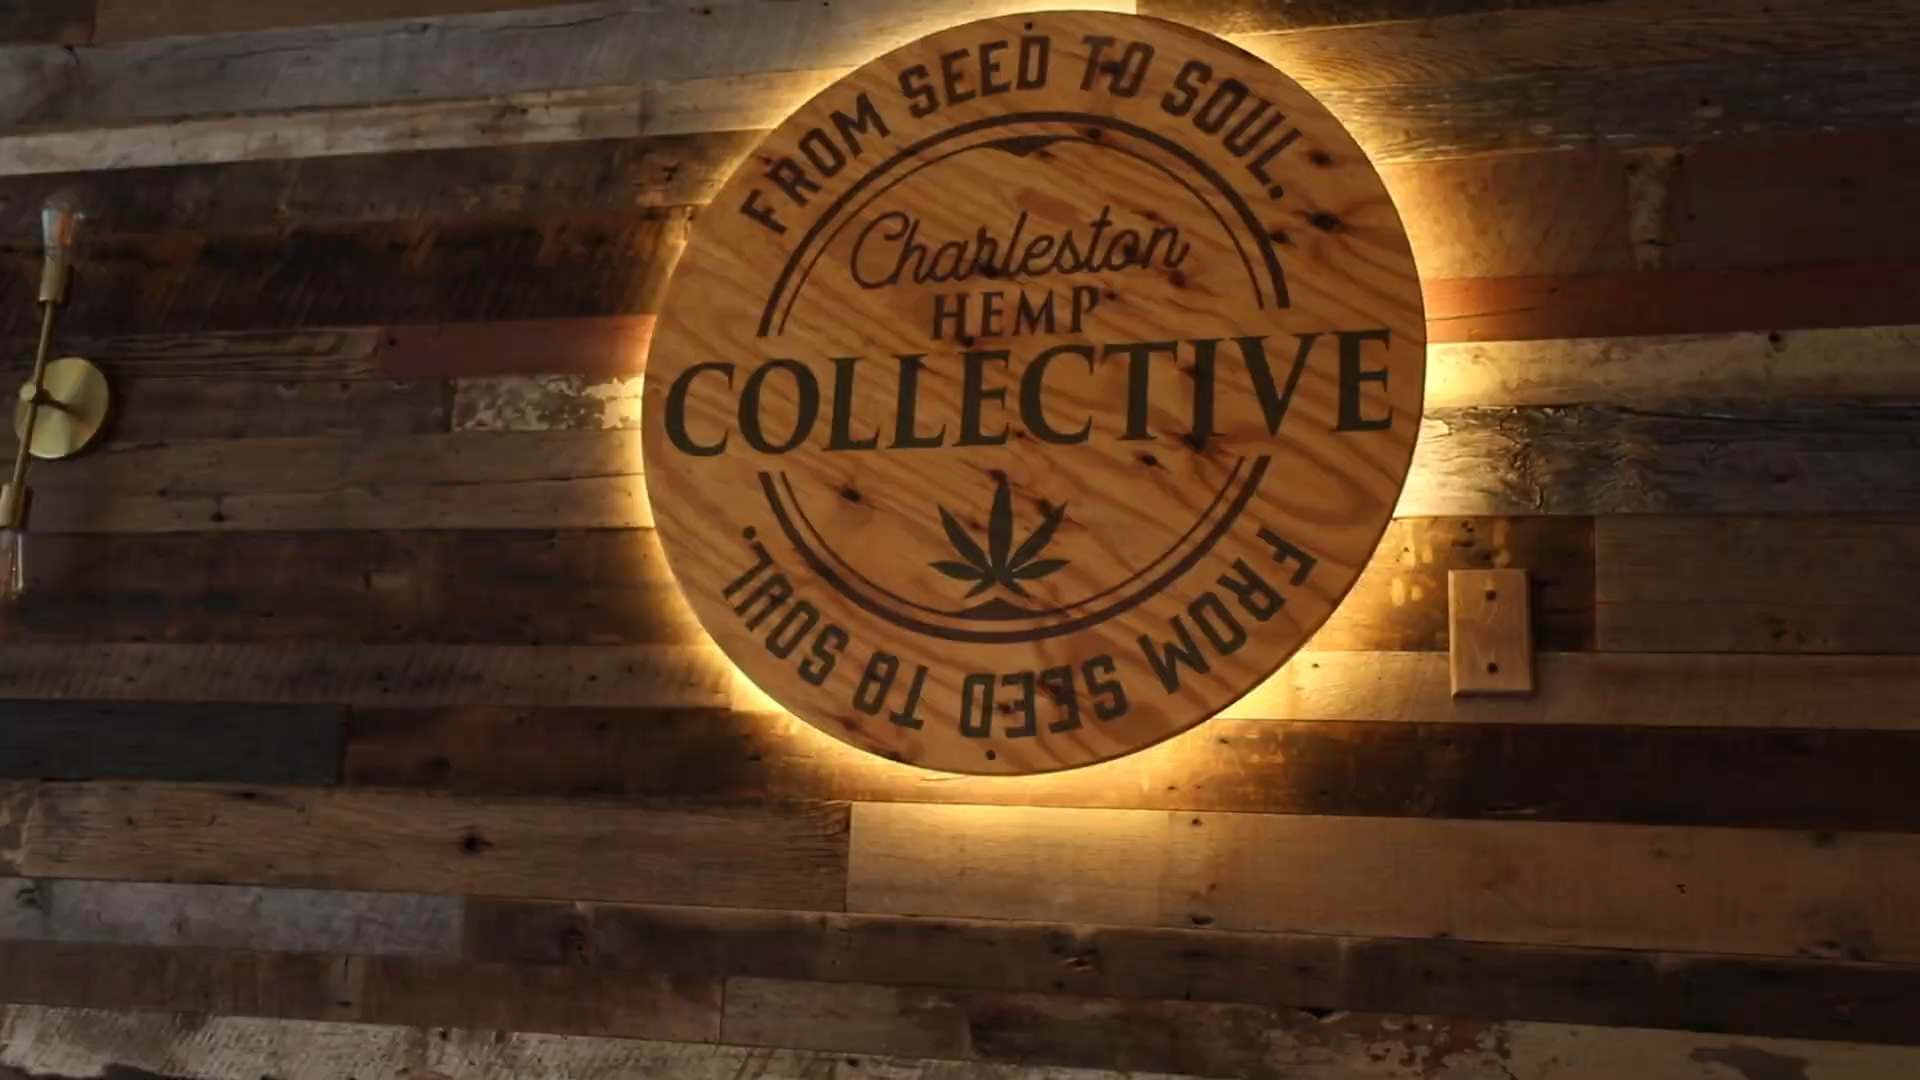 FROM SEED TO SOUL.
Charleston
HEMP
COLLECTIVE
FROM SEED TO SOUL.